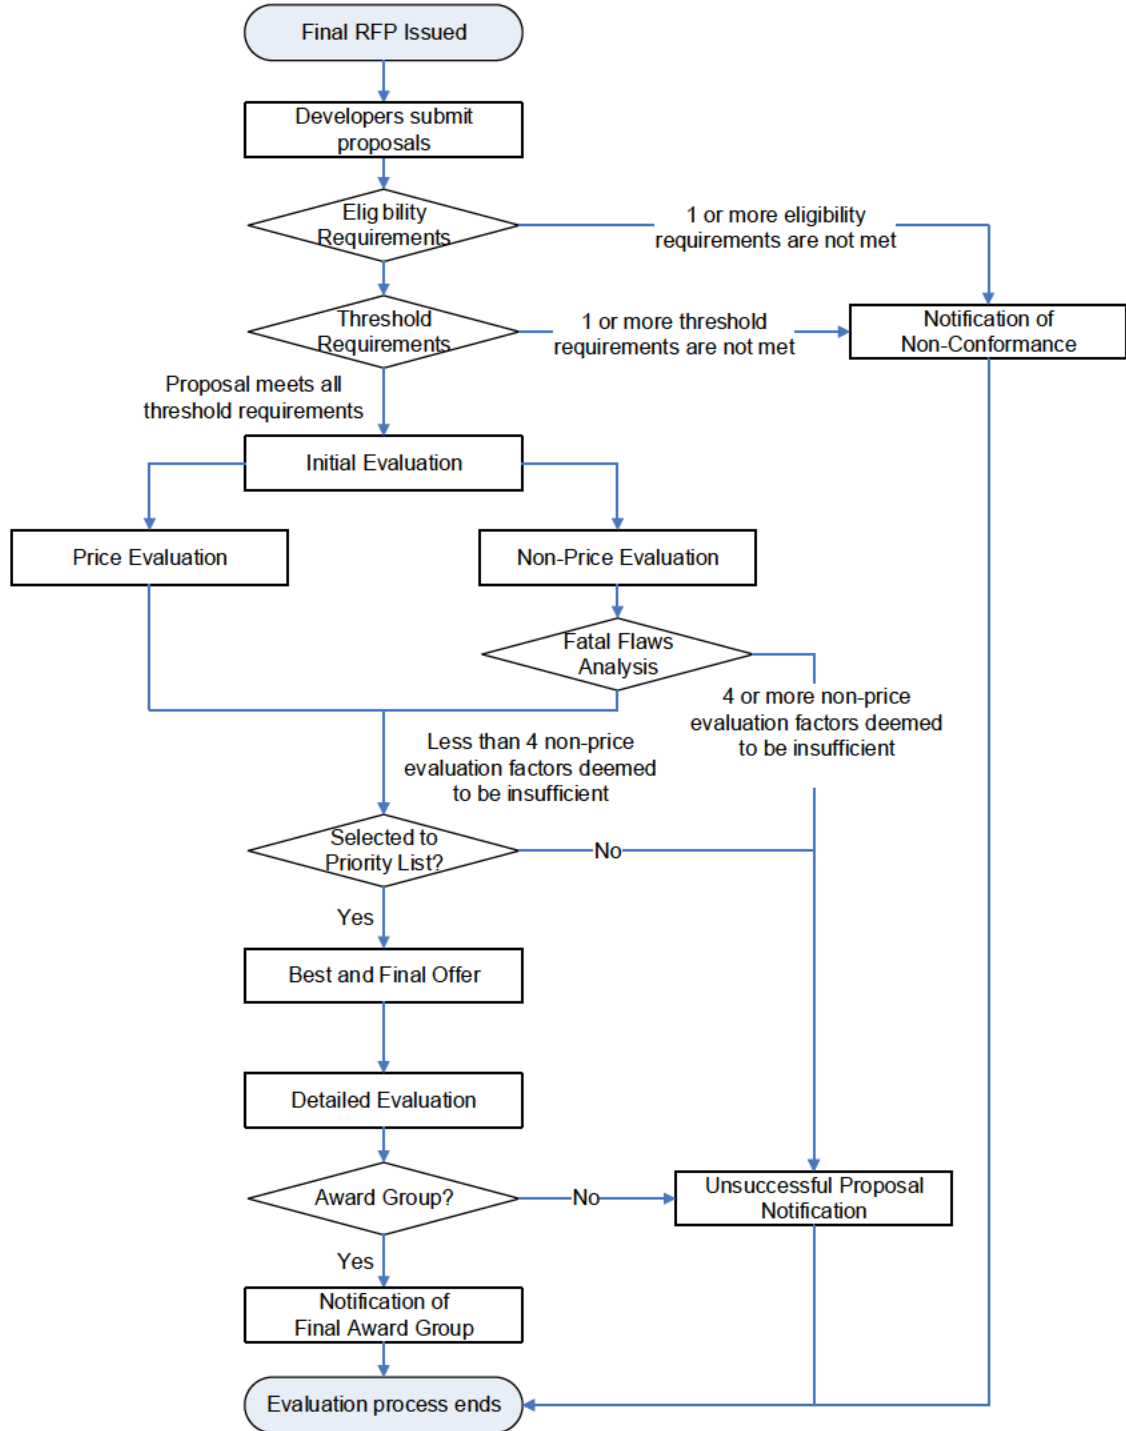 Final RFP Issued
Developers submit
proposals
Eligbility
Requirements
1 or more eligibility
requirements are not met
Threshold
Requirements
1 or more threshold
requirements are not met
Notification of
Non-Conformance
Proposal meets all
threshold requirements
Initial Evaluation
Price Evaluation
Non-Price Evaluation
Fatal Flaws
Analysis
4 or more non-price
evaluation factors deemed
to be insufficient
Less than 4 non-price
evaluation factors deemed
to be insufficient
Selected to
Priority List?
No
Yes
Best and Final Offer
Detailed Evaluation
Award Group?
No
Unsuccessful Proposal
Notification
Yes
Notification of
Final Award Group
Evaluation process ends